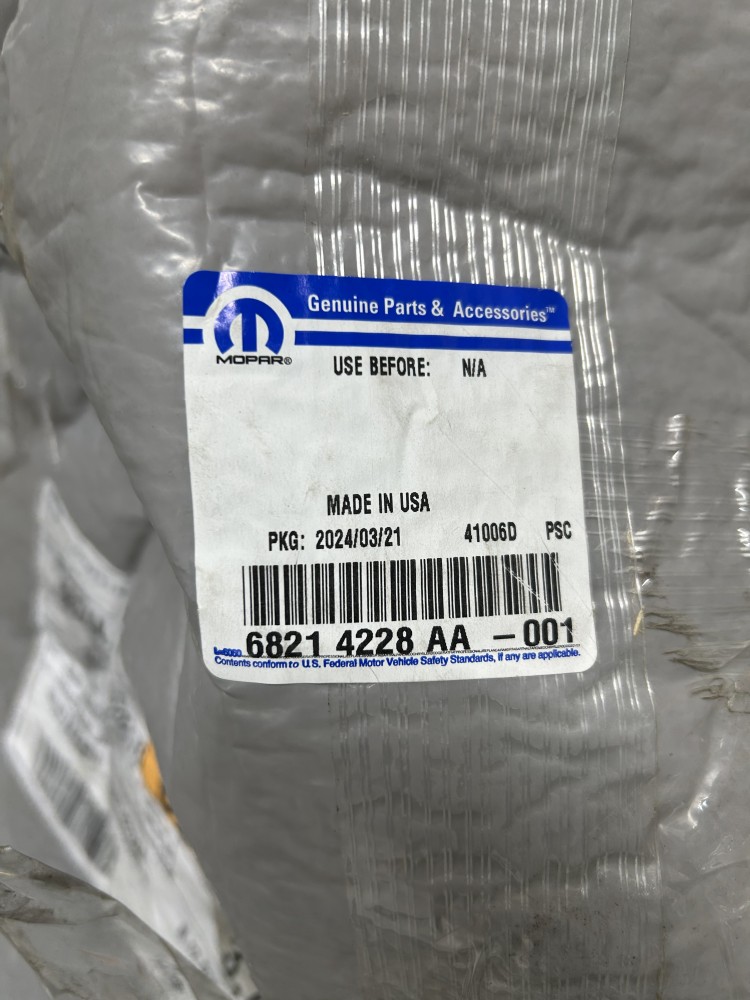 Genuine Parts & Accessories™
MOPAR®
USE BEFORE: N/A
MADE IN USA
PKG: 2024/03/21 41006D PSC
6821 4228 AA -001
Contents conform to U.S. Federal Motor Vehicle Safety Standards, if any are applicable.